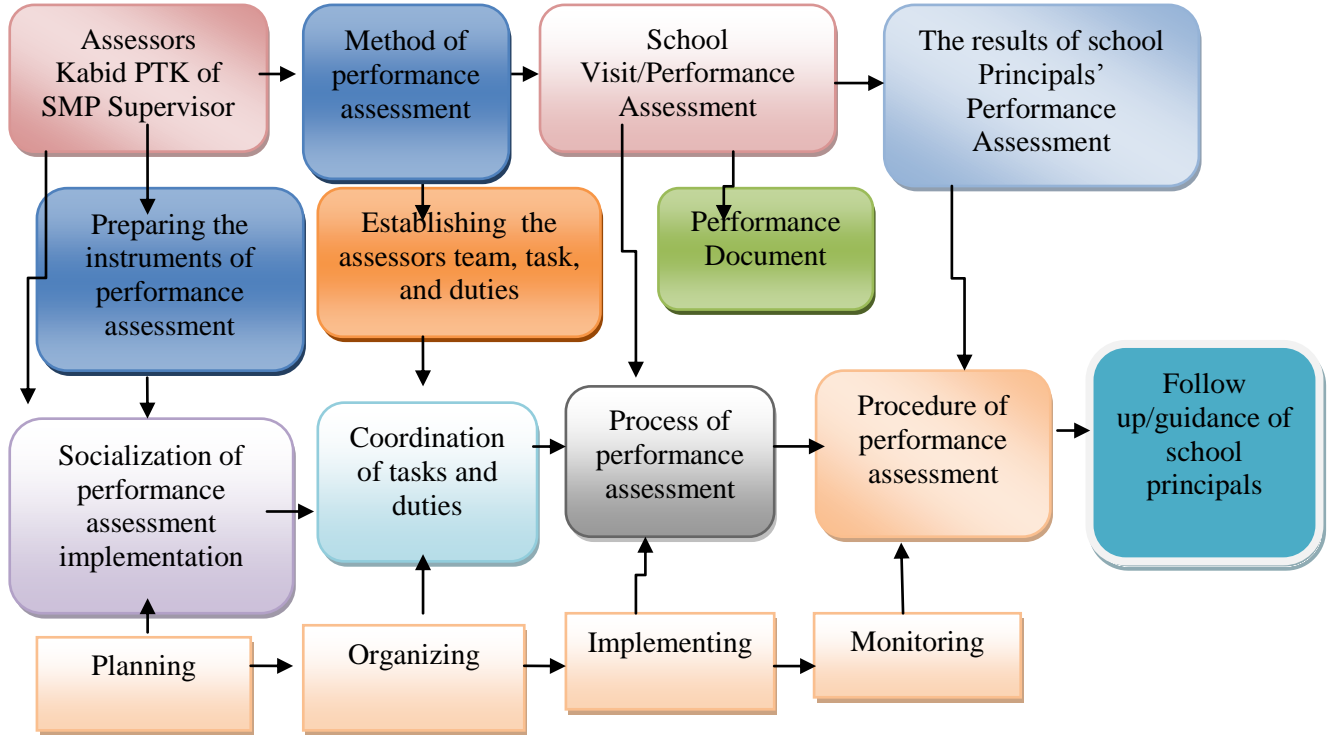 Assessors
Kabid PTK of
SMP Supervisor
Method of
performance
assessment
School
Visit/Performance
Assessment
The results of school
Principals’
Performance
Assessment
Preparing the
instruments of
performance
assessment
Establishing the
assessors team, task,
and duties
Performance
Document
Socialization of
performance
assessment
implementation
Coordination
of tasks and
duties
Process of
performance
assessment
Procedure of
performance
assessment
Follow
up/guidance of
school
principals
Planning
Organizing
Implementing
Monitoring